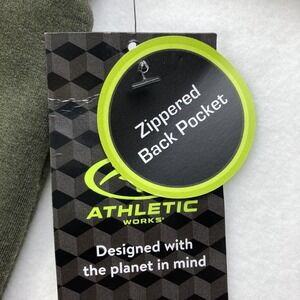 Zippered
Back Pocket
ATHLETIC
WORKS
Designed with
the planet in mind